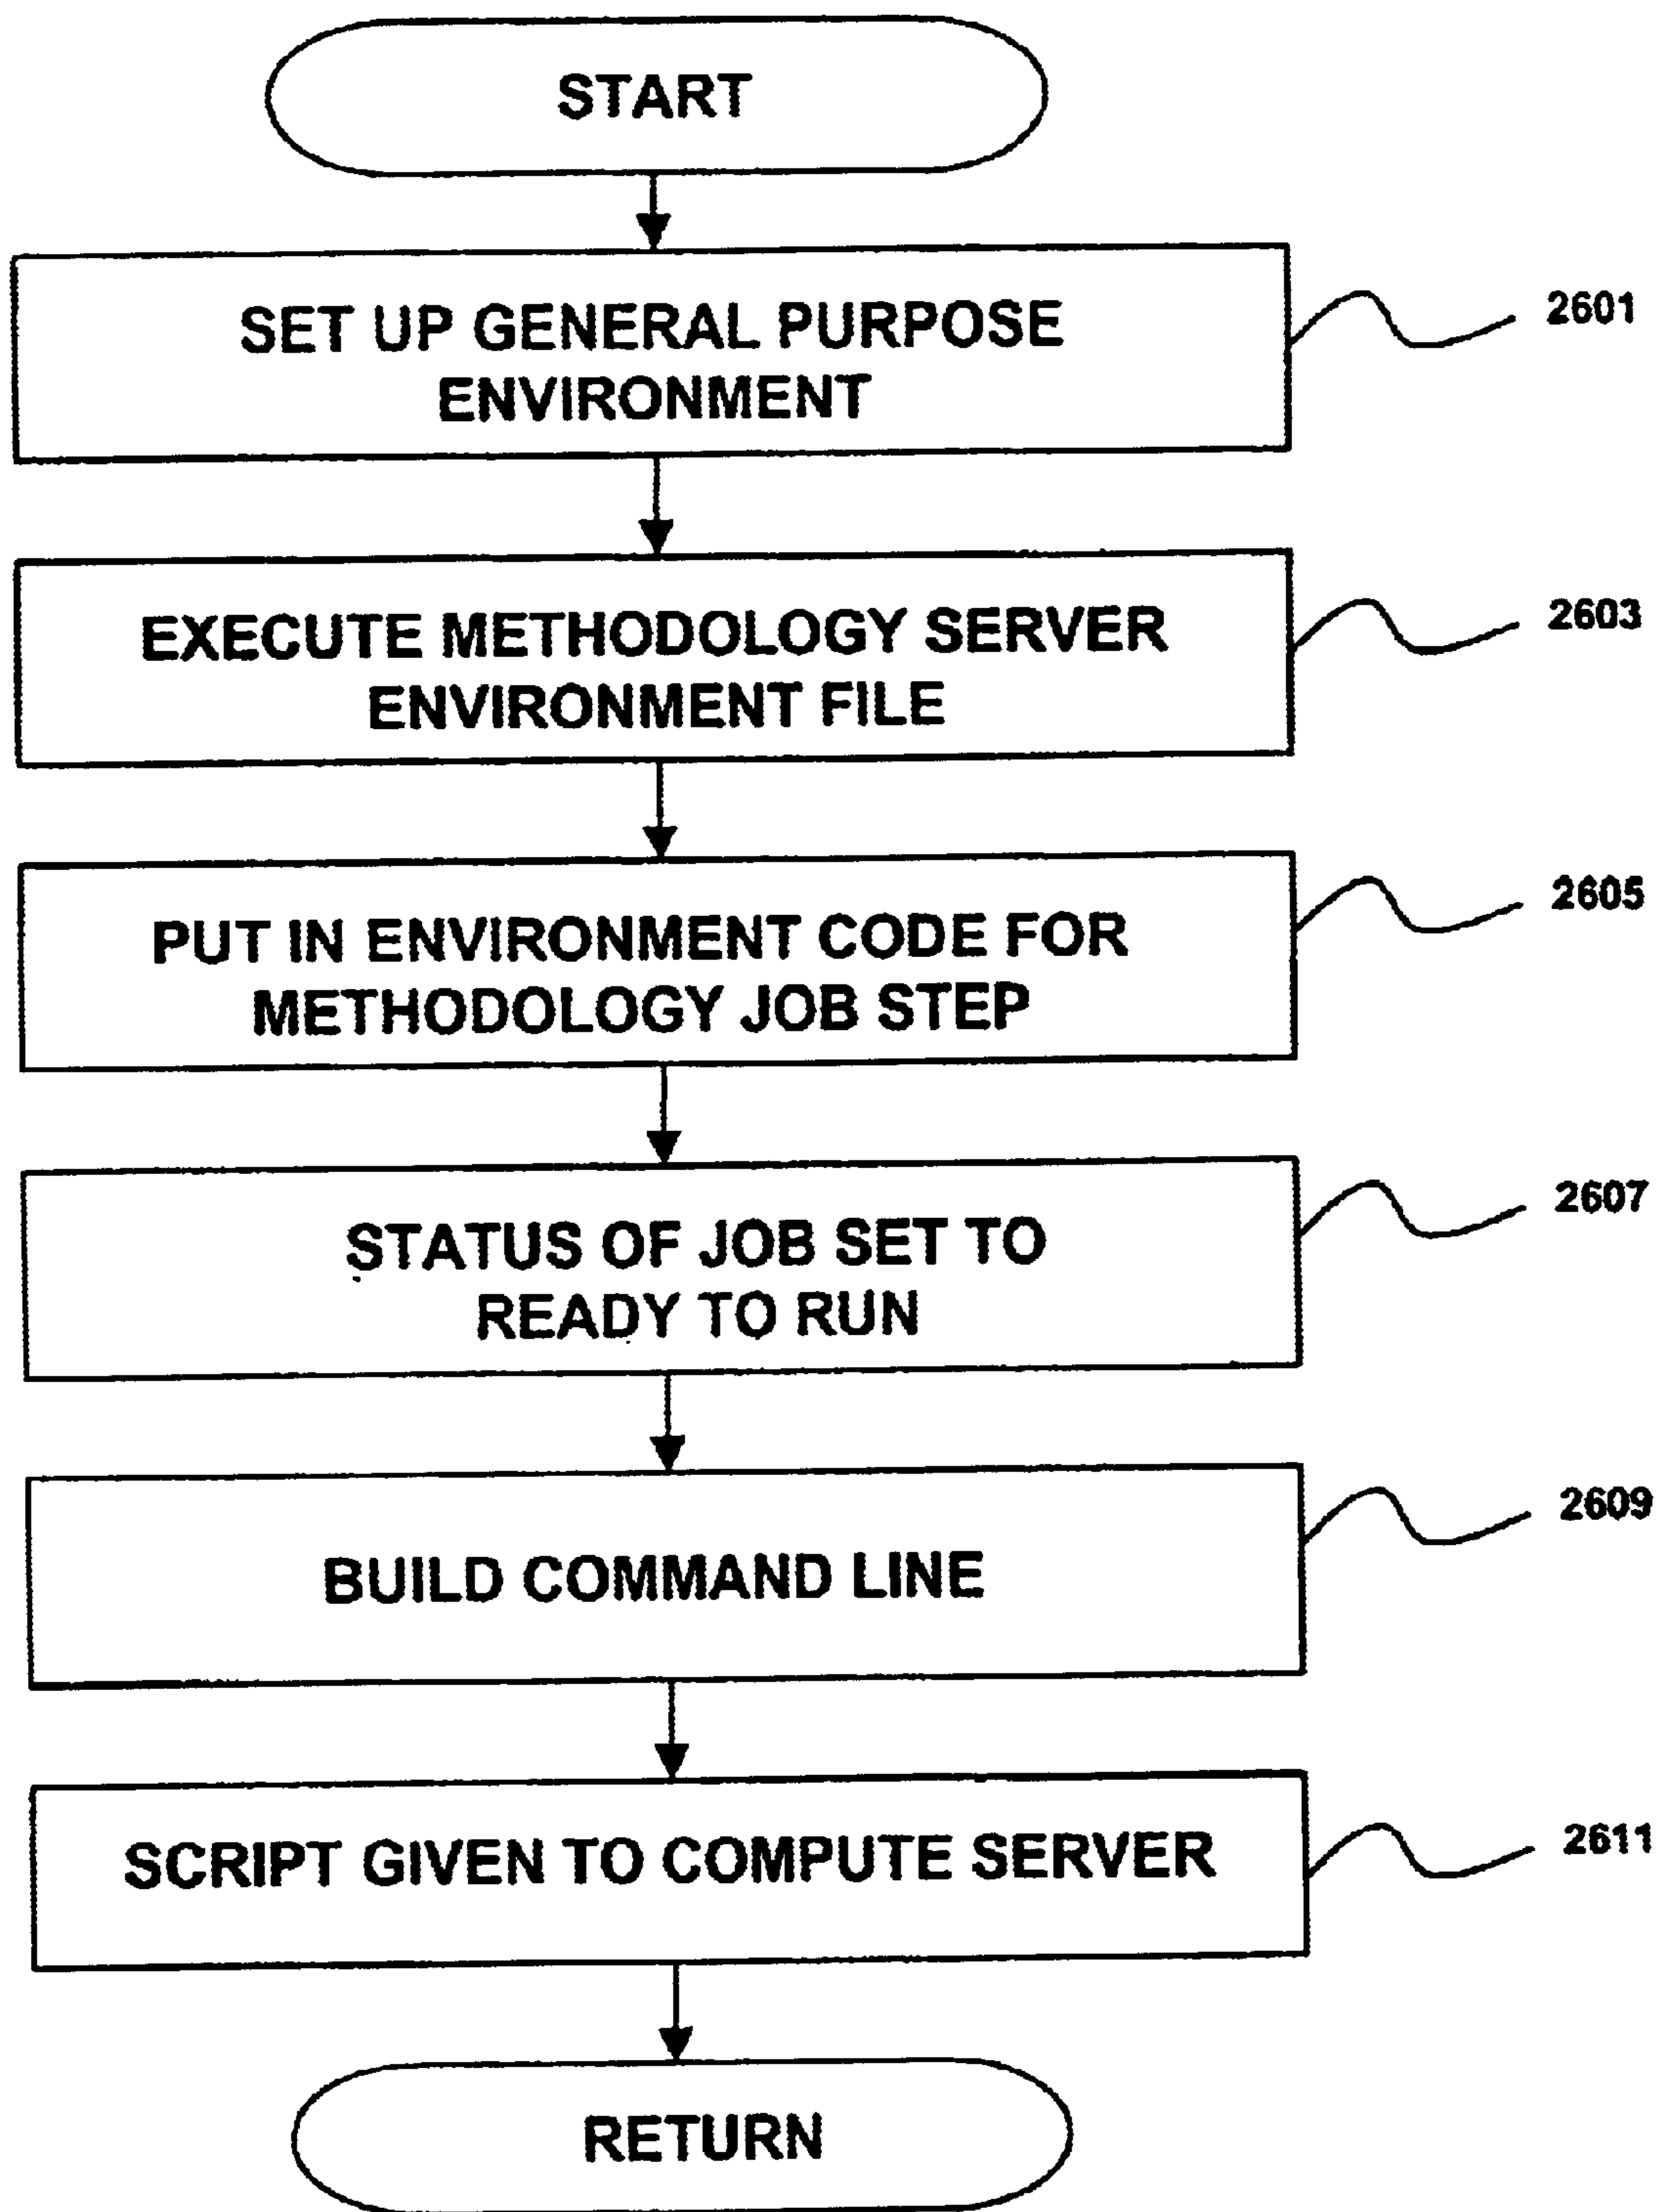 START
SET UP GENERAL PURPOSE
ENVIRONMENT
2601
EXECUTE METHODOLOGY SERVER
ENVIRONMENT FILE
2603
PUT IN ENVIRONMENT CODE FOR
METHODOLOGY JOB STEP
2605
STATUS OF JOB SET TO
READY TO RUN
2607
BUILD COMMAND LINE
2609
SCRIPT GIVEN TO COMPUTE SERVER
2611
RETURN